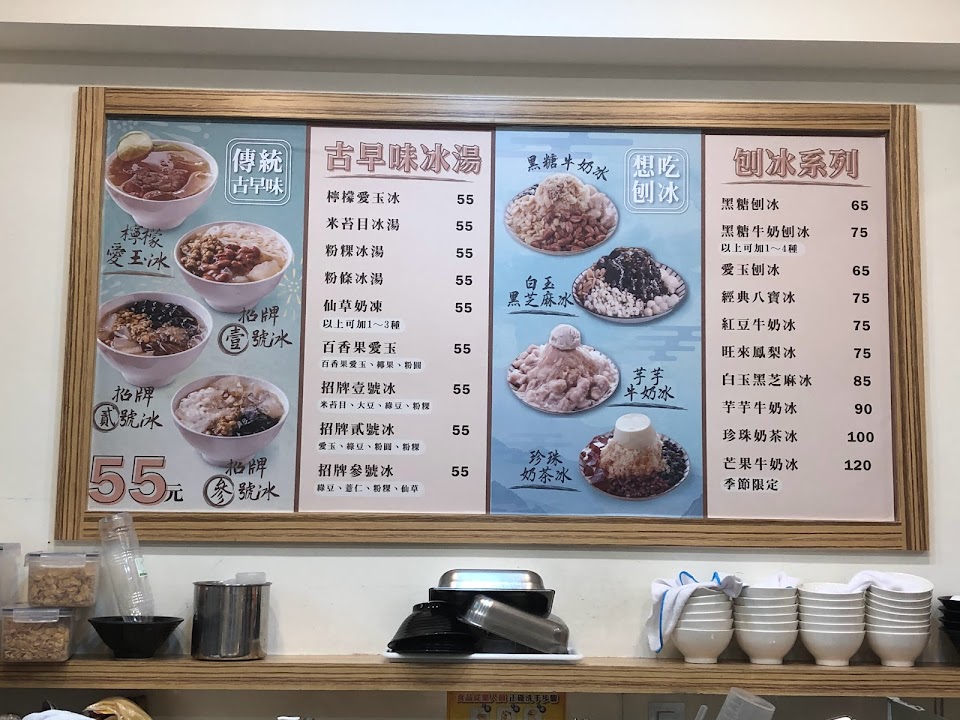 傳統
古早味
檸檬
愛玉冰
招牌
壹號冰
招牌
貳號冰
招牌
參號冰
55元
古早味冰湯
檸檬愛玉冰 55
米苔目冰湯 55
粉粿冰湯 55
粉條冰湯 55
仙草奶凍 55
以上可加1～3種
百香果愛玉 55
百香果愛玉、椰果、粉圓
招牌壹號冰 55
米苔目、大豆、綠豆、粉粿
招牌貳號冰 55
愛玉、綠豆、粉圓、粉粿
招牌參號冰 55
綠豆、薏仁、粉粿、仙草
想吃
刨冰
黑糖牛奶冰
白玉
黑芝麻冰
芋芋
牛奶冰
珍珠
奶茶冰
刨冰系列
黑糖刨冰 65
黑糖牛奶刨冰 75
以上可加1～4種
愛玉刨冰 65
經典八寶冰 75
紅豆牛奶冰 75
旺來鳳梨冰 75
白玉黑芝麻冰 85
芋芋牛奶冰 90
珍珠奶茶冰 100
芒果牛奶冰 120
季節限定